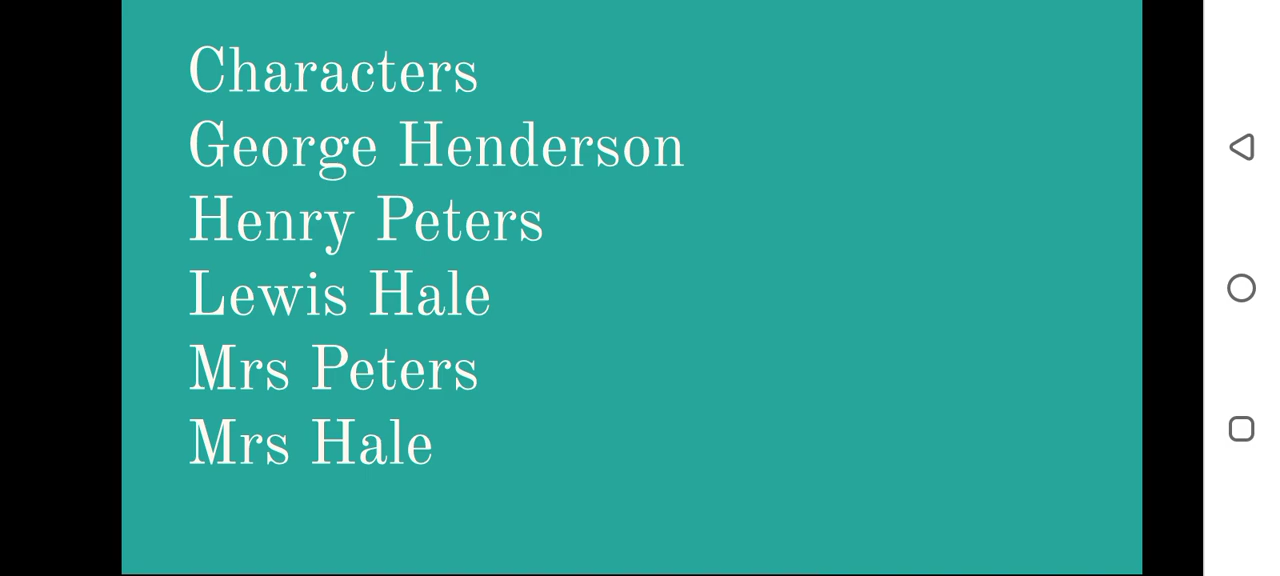 Characters
George Henderson
Henry Peters
Lewis Hale
Mrs Peters
Mrs Hale